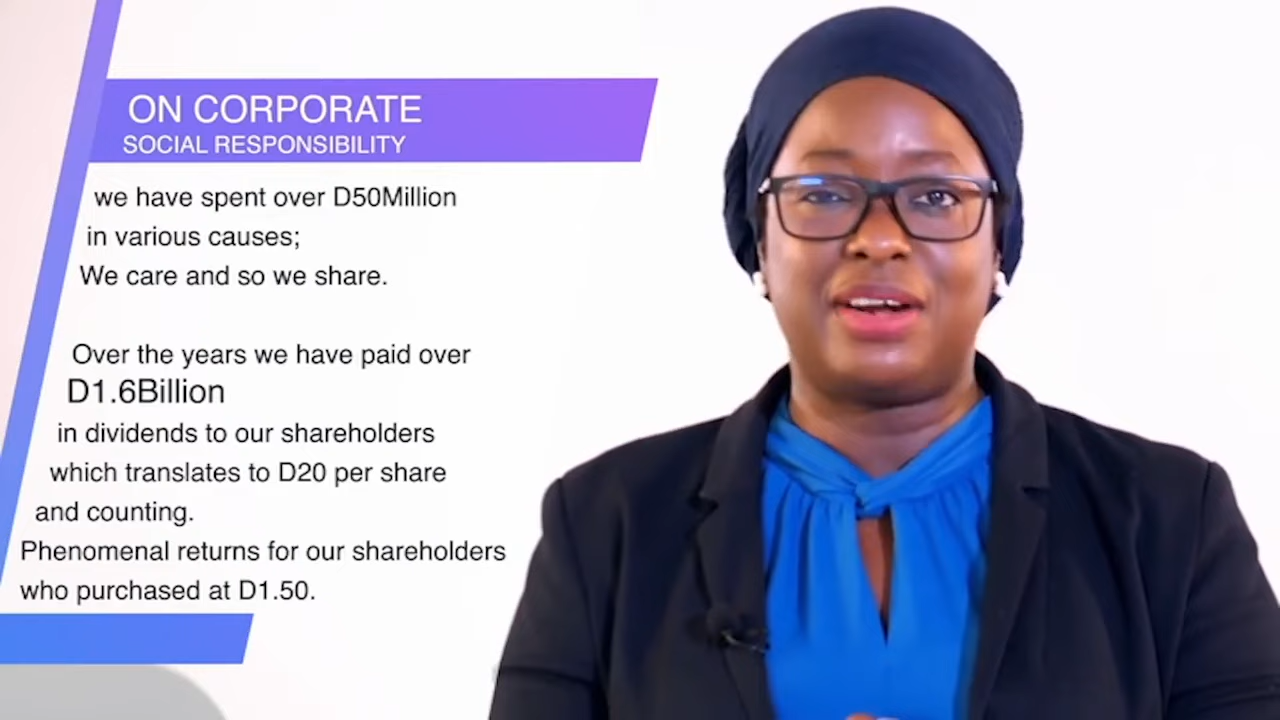 ON CORPORATE
SOCIAL RESPONSIBILITY
we have spent over D50Million
in various causes;
We care and so we share.
Over the years we have paid over
D1.6Billion
in dividends to our shareholders
which translates to D20 per share
and counting.
Phenomenal returns for our shareholders
who purchased at D1.50.